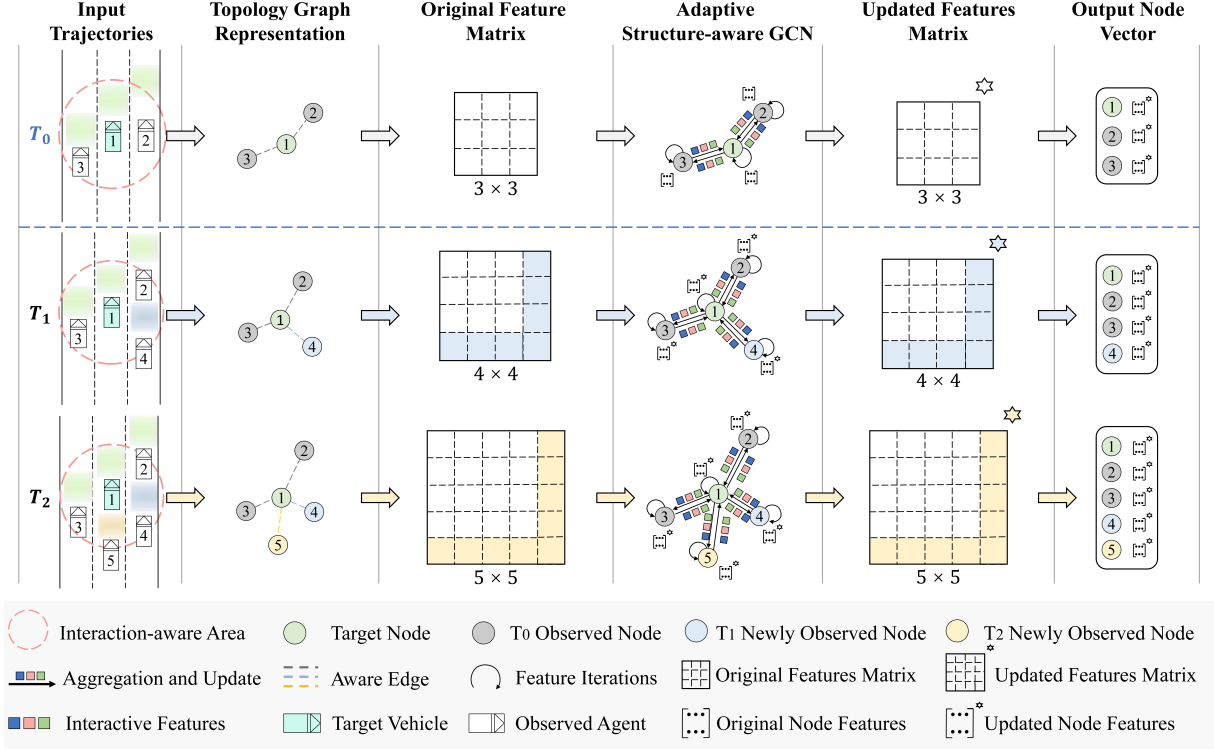 Input Trajectories
Topology Graph Representation
Original Feature Matrix
Adaptive Structure-aware GCN
Updated Features Matrix
Output Node Vector
T0
1
2
3
2
1
3
3 × 3
2
1
3
3 × 3
1
2
3
T1
2
1
3
4
2
1
3
4
4 × 4
2
1
3
4
4 × 4
1
2
3
4
T2
2
1
3
4
5
2
1
3
4
5
5 × 5
2
1
3
4
5
5 × 5
1
2
3
4
5
Interaction-aware Area
Target Node
T0 Observed Node
T1 Newly Observed Node
T2 Newly Observed Node
Aggregation and Update
Aware Edge
Feature Iterations
Original Features Matrix
Updated Features Matrix
Interactive Features
Target Vehicle
Observed Agent
Original Node Features
Updated Node Features